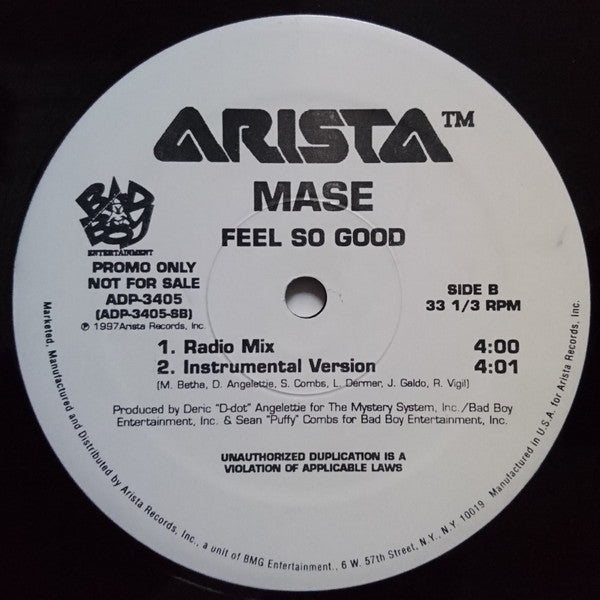 ARISTA™
MASE
FEEL SO GOOD
BAD BOY
ENTERTAINMENT
PROMO ONLY
NOT FOR SALE
ADP-3405
(ADP-3405-SB)
℗ 1997 Arista Records, Inc.
SIDE B
33 1/3 RPM
1. Radio Mix 4:00
2. Instrumental Version 4:01
(M. Betha, D. Angelettie, S. Combs, L. Dermer, J. Galdo, R. Vigil)
Produced by Deric "D-dot" Angelettie for The Mystery System, Inc./Bad Boy
Entertainment, Inc. & Sean "Puffy" Combs for Bad Boy Entertainment, Inc.
UNAUTHORIZED DUPLICATION IS A
VIOLATION OF APPLICABLE LAWS
Marketed, Manufactured and Distributed by Arista Records, Inc., a unit of BMG Entertainment., 6 W. 57th Street, N.Y., N.Y. 10019. Manufactured in U.S.A. for Arista Records, Inc.